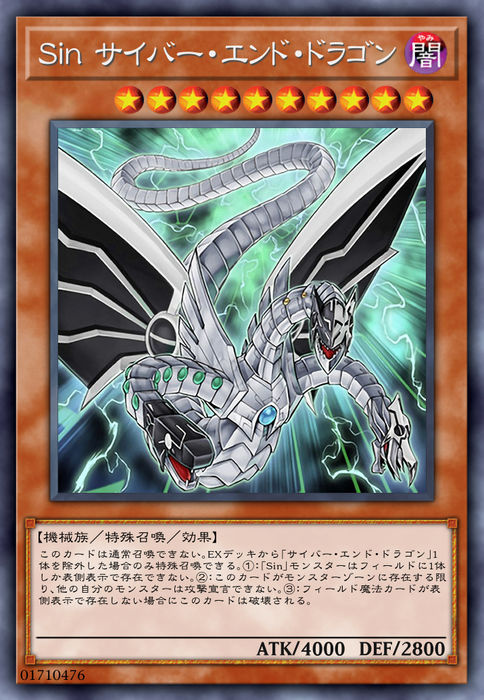 Sin サイバー・エンド・ドラゴン
やみ
闇
【機械族／特殊召喚／効果】
このカードは通常召喚できない。EXデッキから「サイバー・エンド・ドラゴン」1
体を除外した場合のみ特殊召喚できる。①:「Sin」モンスターはフィールドに1体
しか表側表示で存在できない。②:このカードがモンスターゾーンに存在する限
り、他の自分のモンスターは攻撃宣言できない。③:フィールド魔法カードが表
側表示で存在しない場合にこのカードは破壊される。
ATK/4000 DEF/2800
01710476